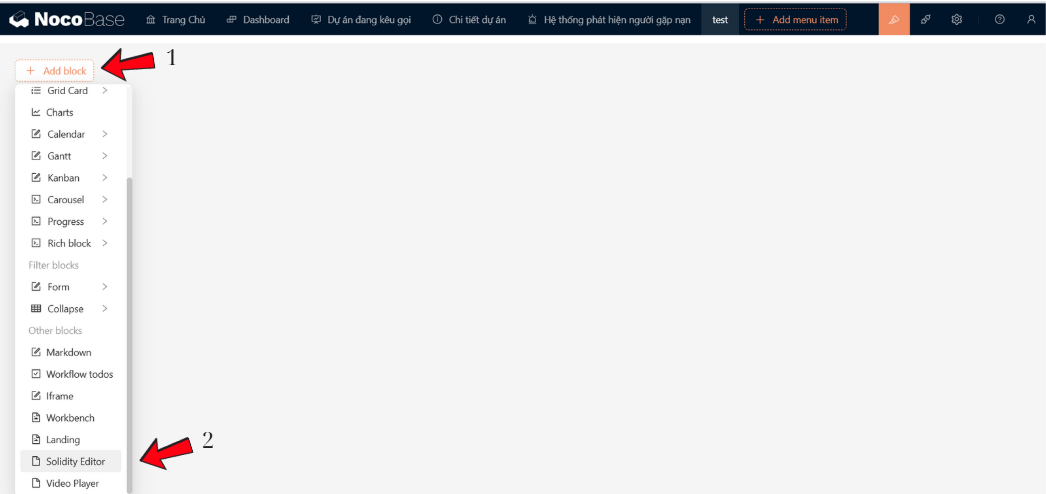 NocoBase Trang Chủ Dashboard Dự án đang kêu gọi Chi tiết dự án Hệ thống phát hiện người gặp nạn test + Add menu item
1
+ Add block
Grid Card >
Charts
Calendar >
Gantt >
Kanban >
Carousel >
Progress >
Rich block >
Filter blocks
Form >
Collapse >
Other blocks
Markdown
Workflow todos
Iframe
Workbench
Landing
2
Solidity Editor
Video Player